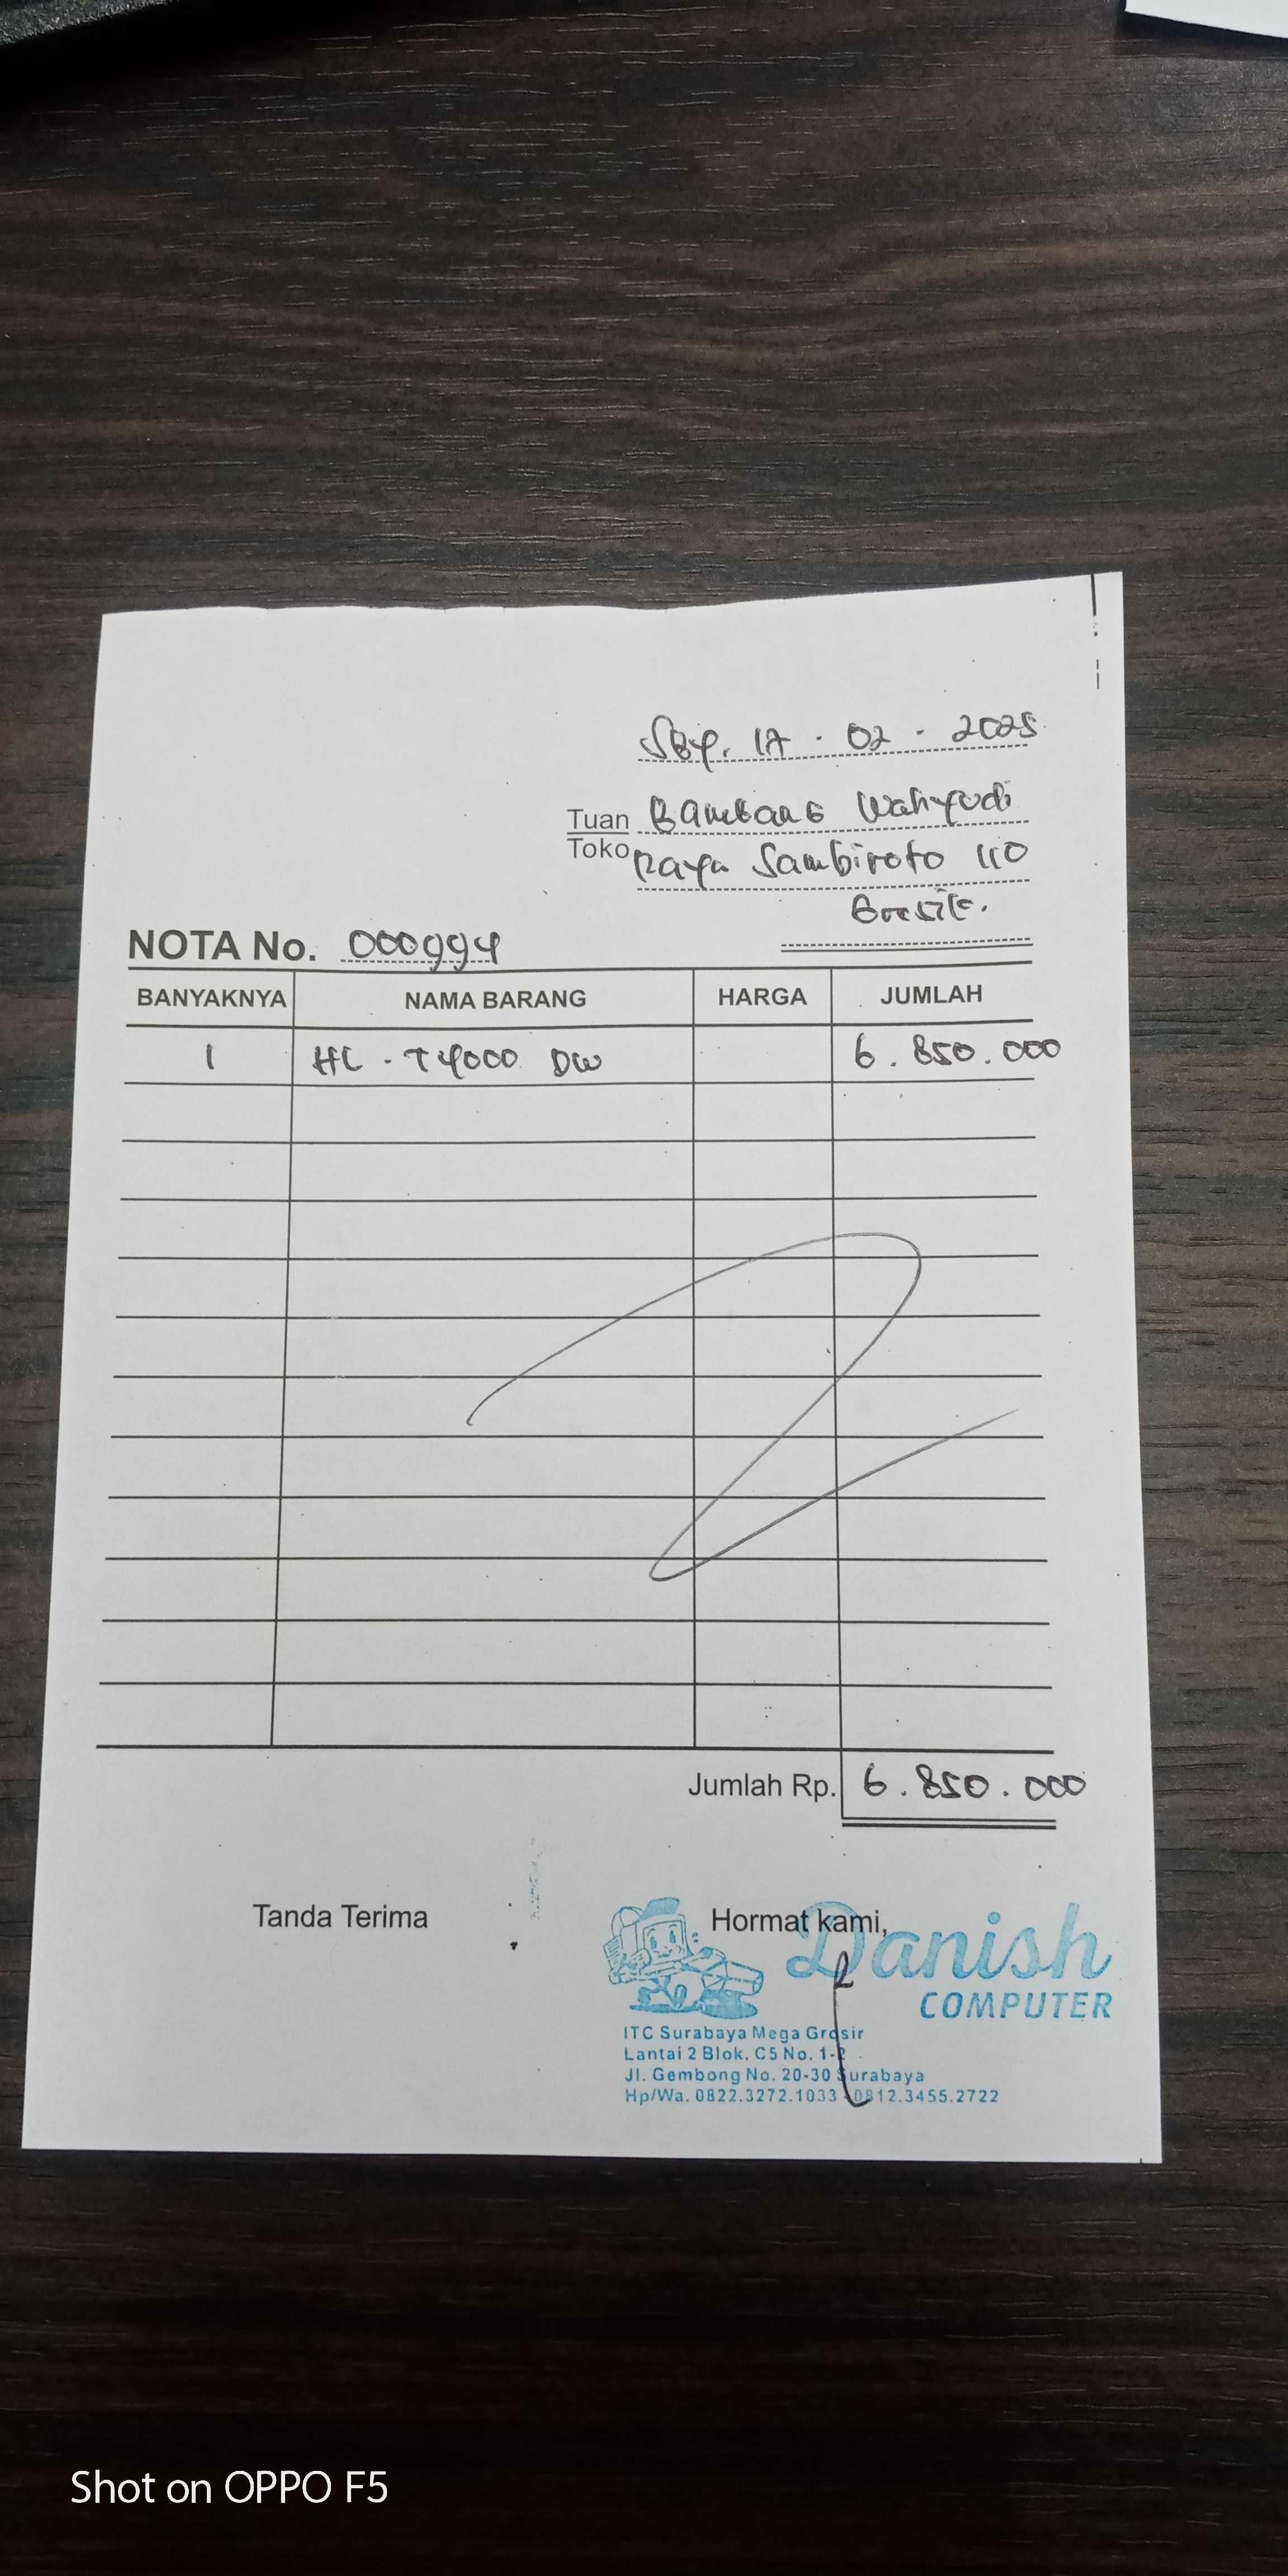 Sby, 17 . 02 . 2025
Tuan Bambang Wahyudi
Toko Raya Sambiroto 110
NOTA No. 000994
BANYAKNYA NAMA BARANG HARGA JUMLAH
1 HL - T4000 DW 6.850.000
Jumlah Rp. 6.850.000
Tanda Terima Hormat kami,
Danish
COMPUTER
ITC Surabaya Mega Grosir
Lantai 2 Blok. C5 No. 1-2
Jl. Gembong No. 20-30 Surabaya
Hp/Wa. 0822.3272.1033 - 0812.3455.2722
Shot on OPPO F5